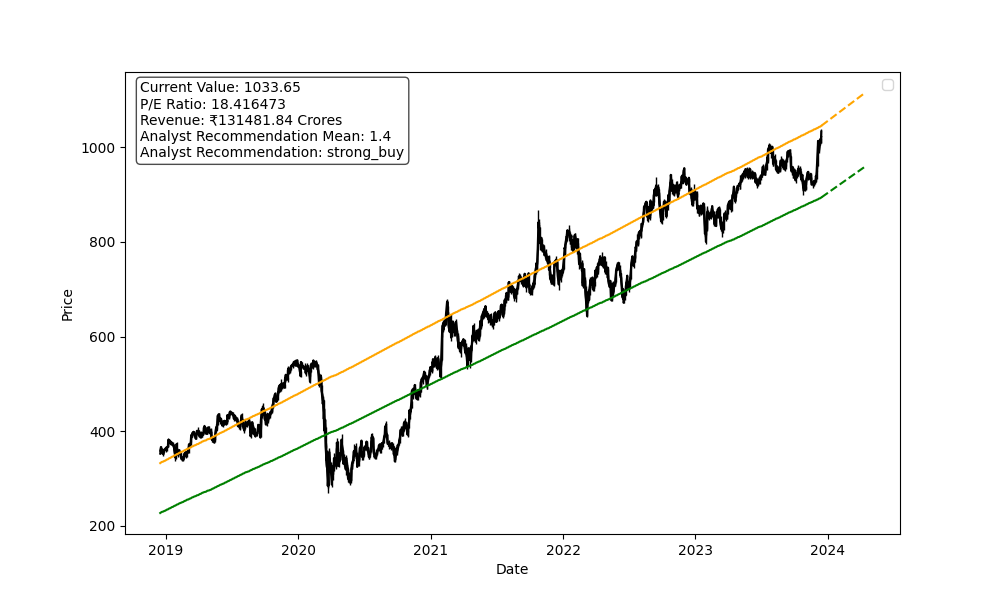 Current Value: 1033.65
P/E Ratio: 18.416473
Revenue: ₹131481.84 Crores
Analyst Recommendation Mean: 1.4
Analyst Recommendation: strong_buy
1000
800
600
400
200
Price
2019 2020 2021 2022 2023 2024
Date